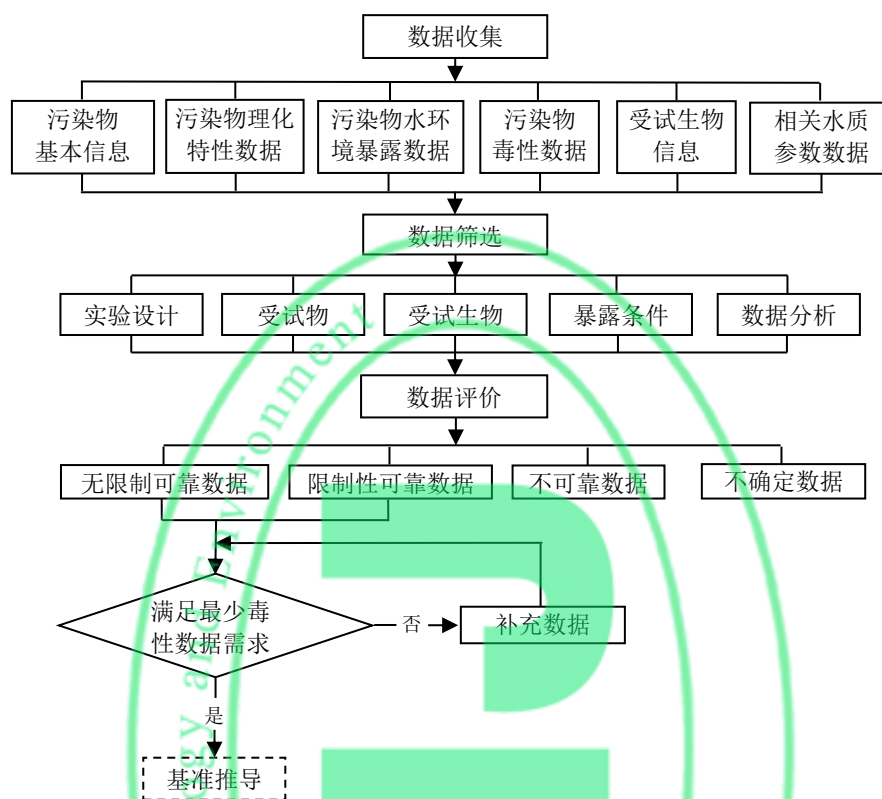 数据收集
污染物
基本信息
污染物理化
特性数据
污染物水环
境暴露数据
污染物
毒性数据
受试生物
信息
相关水质
参数数据
数据筛选
实验设计
受试物
受试生物
暴露条件
数据分析
数据评价
无限制可靠数据
限制性可靠数据
不可靠数据
不确定数据
满足最少毒
性数据需求
否
补充数据
是
基准推导
ogy and Environment